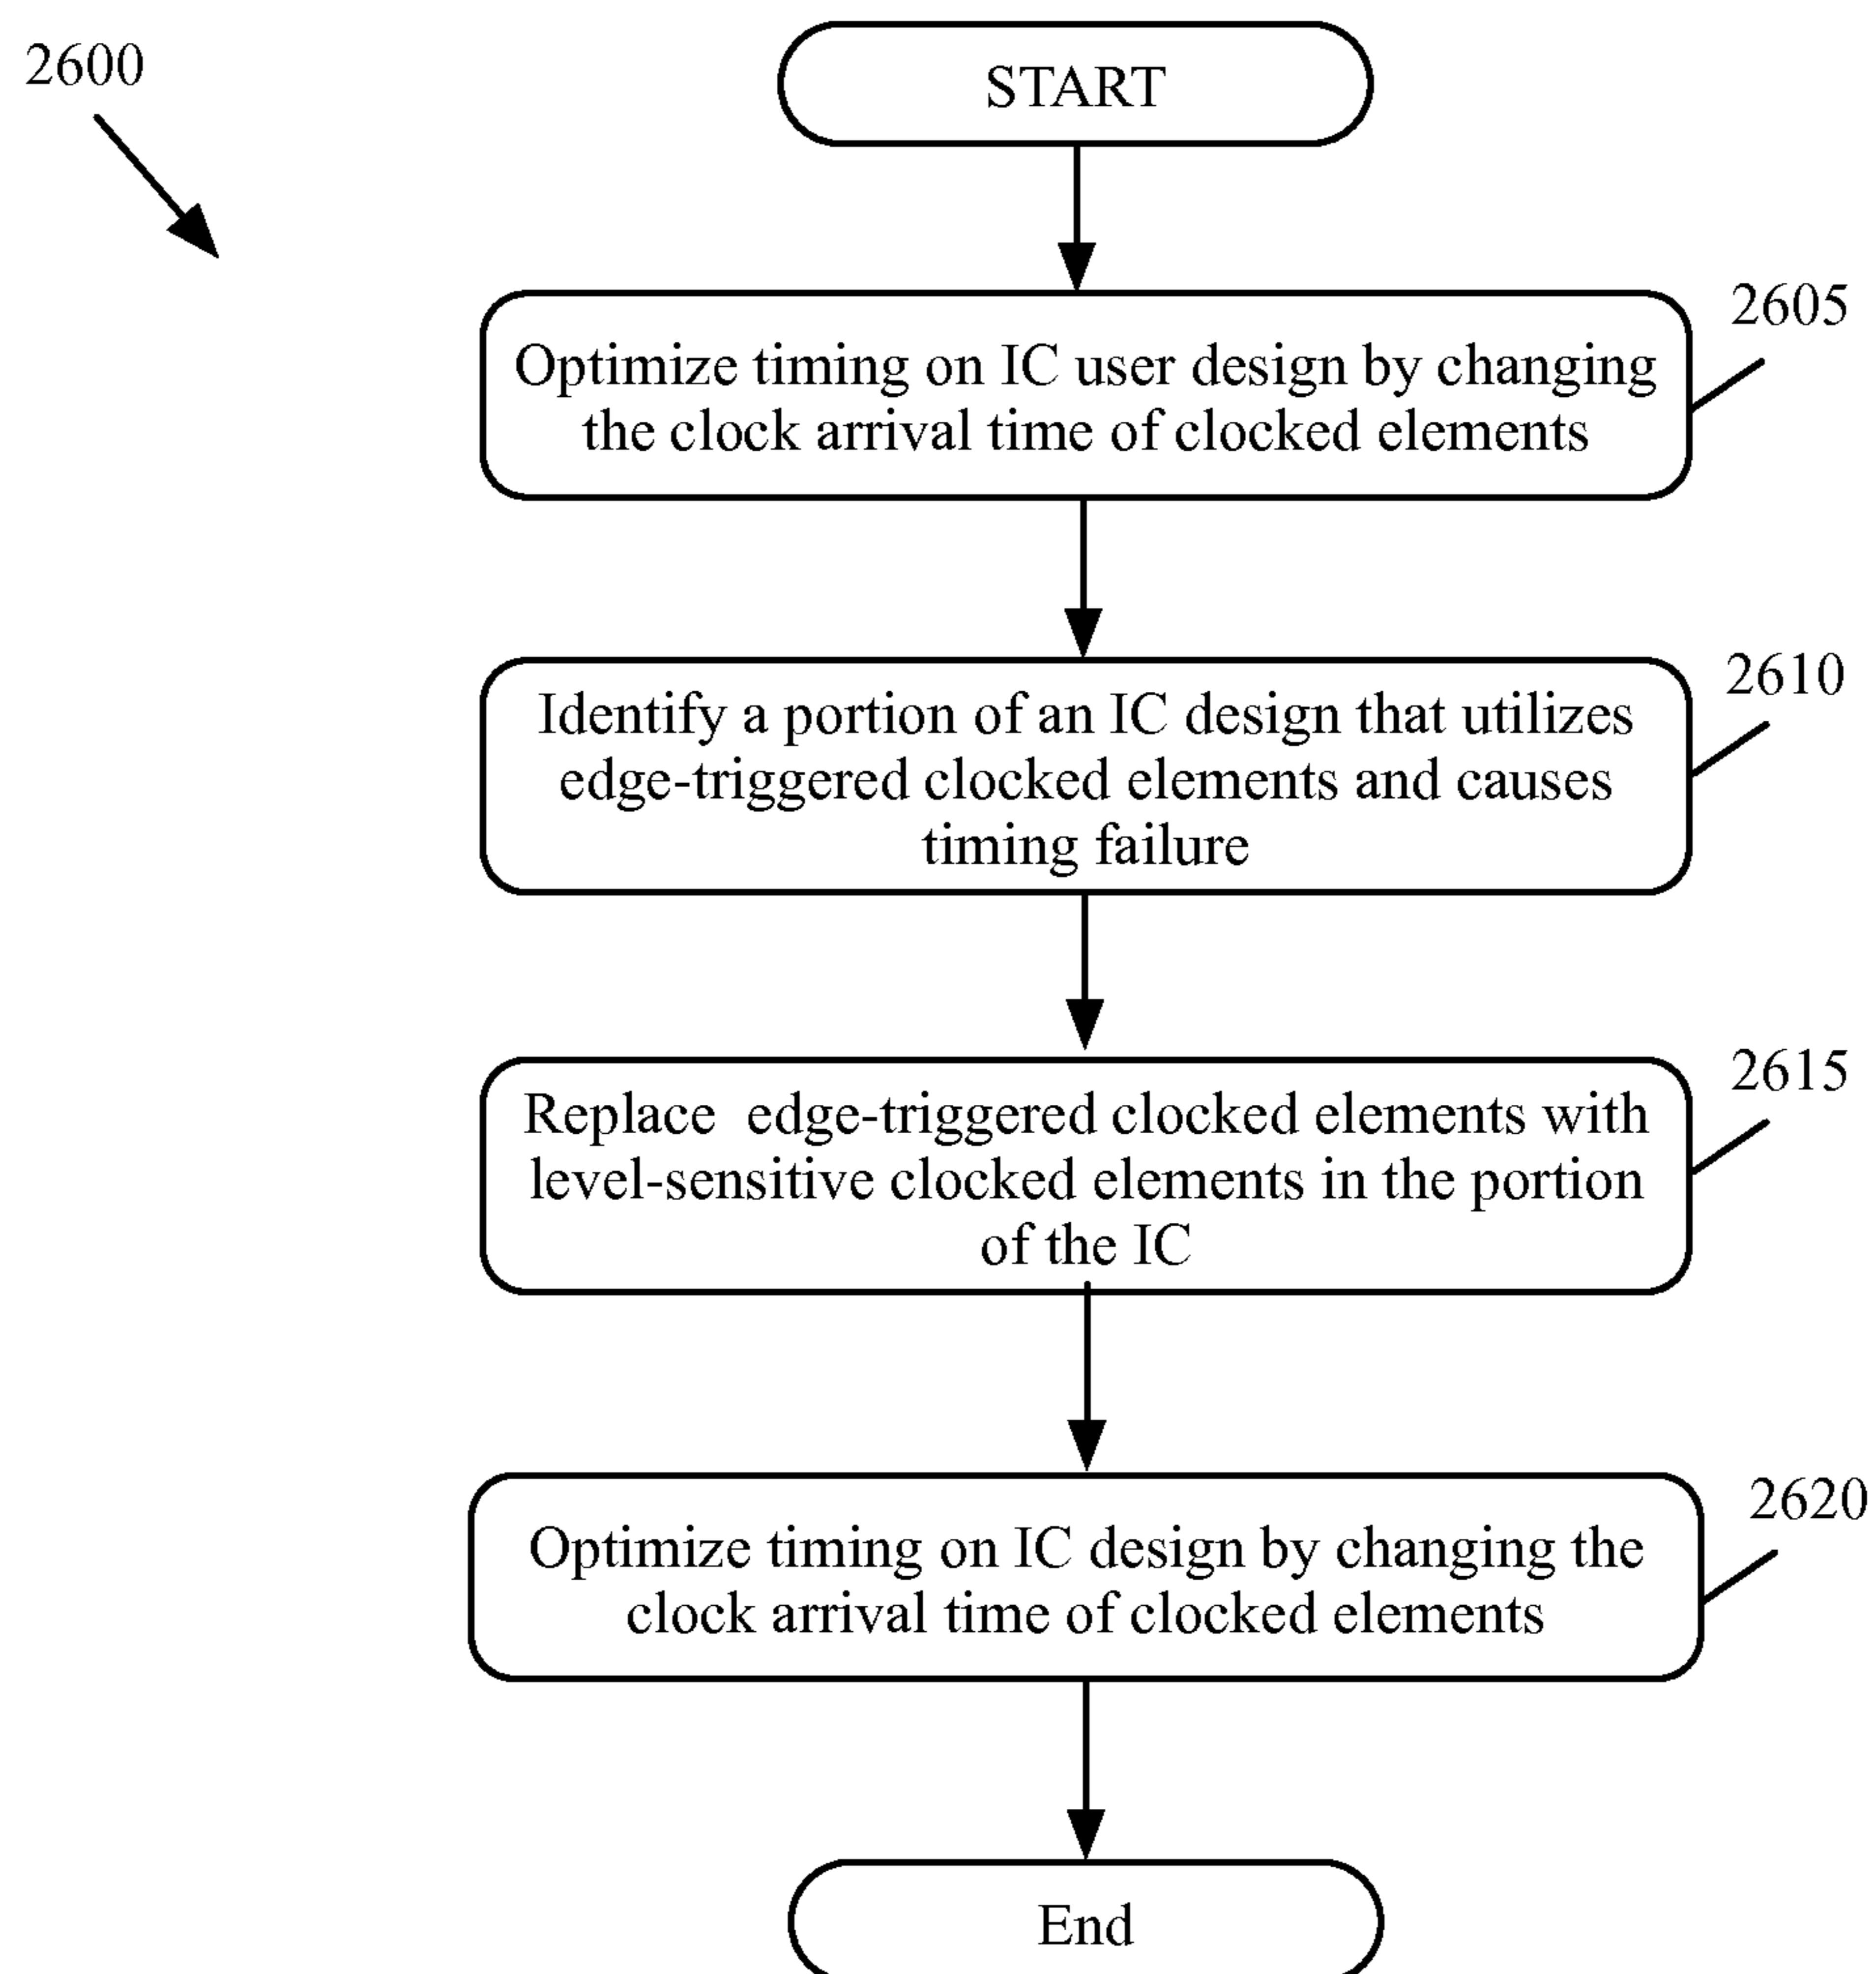 2600
START
2605
Optimize timing on IC user design by changing
the clock arrival time of clocked elements
2610
Identify a portion of an IC design that utilizes
edge-triggered clocked elements and causes
timing failure
2615
Replace  edge-triggered clocked elements with
level-sensitive clocked elements in the portion
of the IC
2620
Optimize timing on IC design by changing the
clock arrival time of clocked elements
End